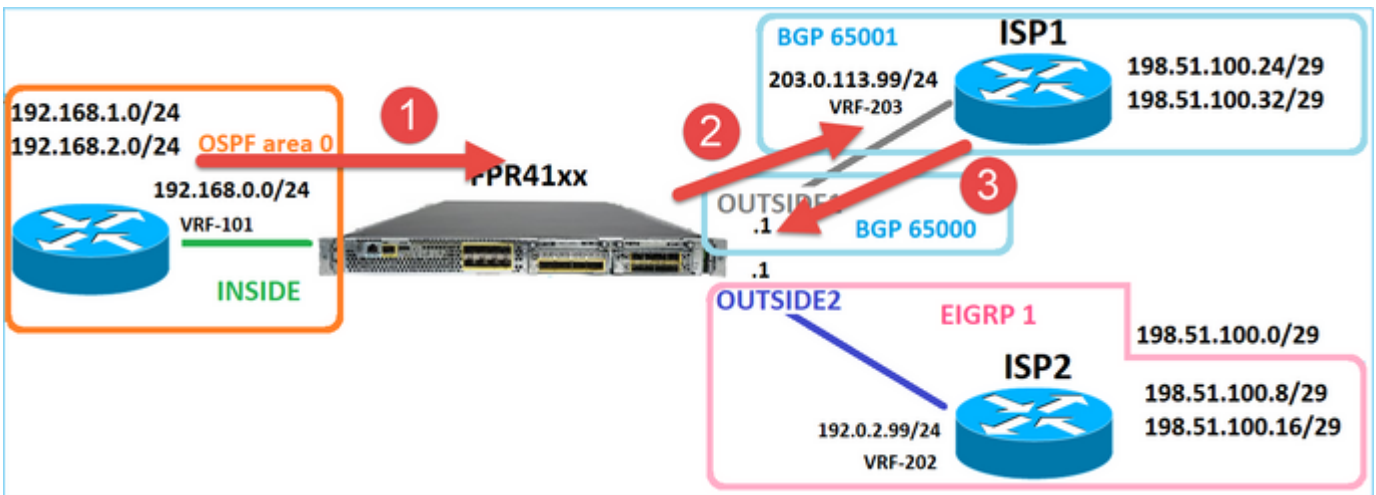 BGP 65001
ISP1
203.0.113.99/24
VRF-203
198.51.100.24/29
198.51.100.32/29
192.168.1.0/24
192.168.2.0/24
OSPF area 0
1
192.168.0.0/24
VRF-101
INSIDE
FPR41xx
2
3
OUTSIDE1
.1
BGP 65000
.1
OUTSIDE2
EIGRP 1
198.51.100.0/29
ISP2
198.51.100.8/29
198.51.100.16/29
192.0.2.99/24
VRF-202